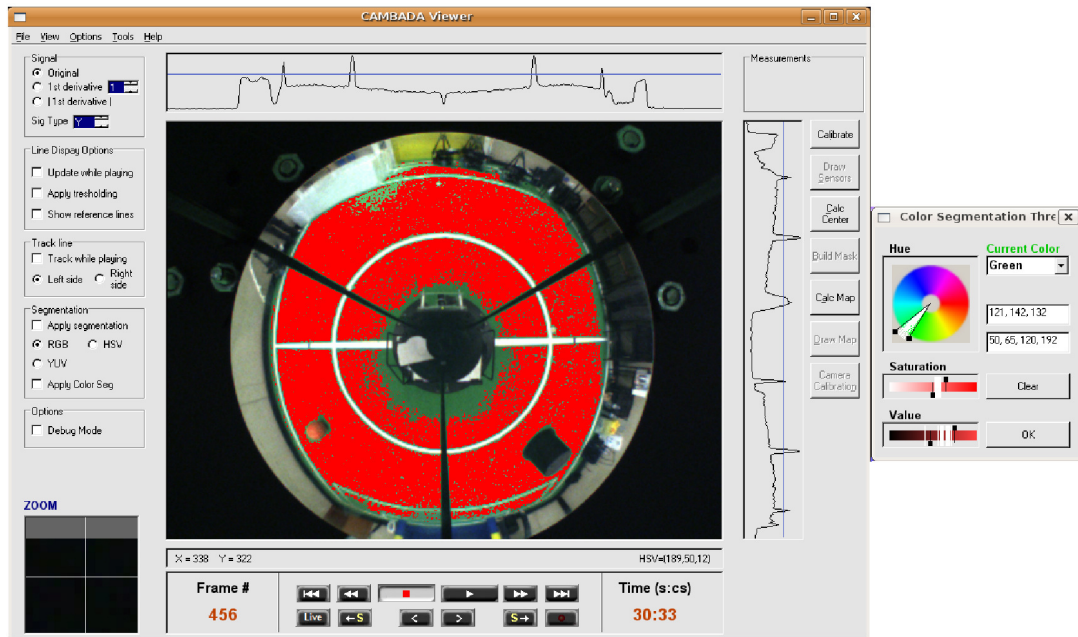 CAMBADA Viewer
File View Options Tools Help
Signal
Original
1st derivative 1
|1st derivative|
Sig Type Y
Line Dispay Options
Update while playing
Apply tresholding
Show reference lines
Track line
Track while playing
Left side Right side
Segmentation
Apply segmentation
RGB HSV
YUV
Apply Color Seg
Options
Debug Mode
ZOOM
Measurements
Calibrate
Draw
Sensors
Calc
Center
Build Mask
Calc Map
Draw Map
Camera
Calibration
X = 338 Y = 322
HSV=(189,50,12)
Frame #
456
Live
←S
<
>
S→
Time (s:cs)
30:33
Color Segmentation Thre
Hue
Current Color
Green
121, 142, 132
50, 65, 120, 192
Saturation
Clear
Value
OK